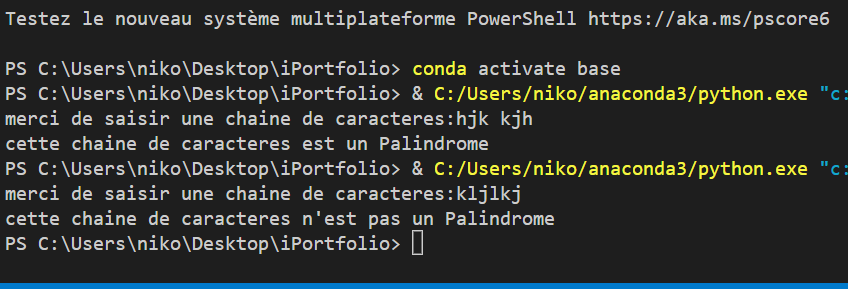 Testez le nouveau système multiplateforme PowerShell https://aka.ms/pscore6
PS C:\Users\niko\Desktop\iPortfolio> conda activate base
PS C:\Users\niko\Desktop\iPortfolio> & C:/Users/niko/anaconda3/python.exe "c:
merci de saisir une chaine de caracteres:hjk kjh
cette chaine de caracteres est un Palindrome
PS C:\Users\niko\Desktop\iPortfolio> & C:/Users/niko/anaconda3/python.exe "c:
merci de saisir une chaine de caracteres:kljlkj
cette chaine de caracteres n'est pas un Palindrome
PS C:\Users\niko\Desktop\iPortfolio>